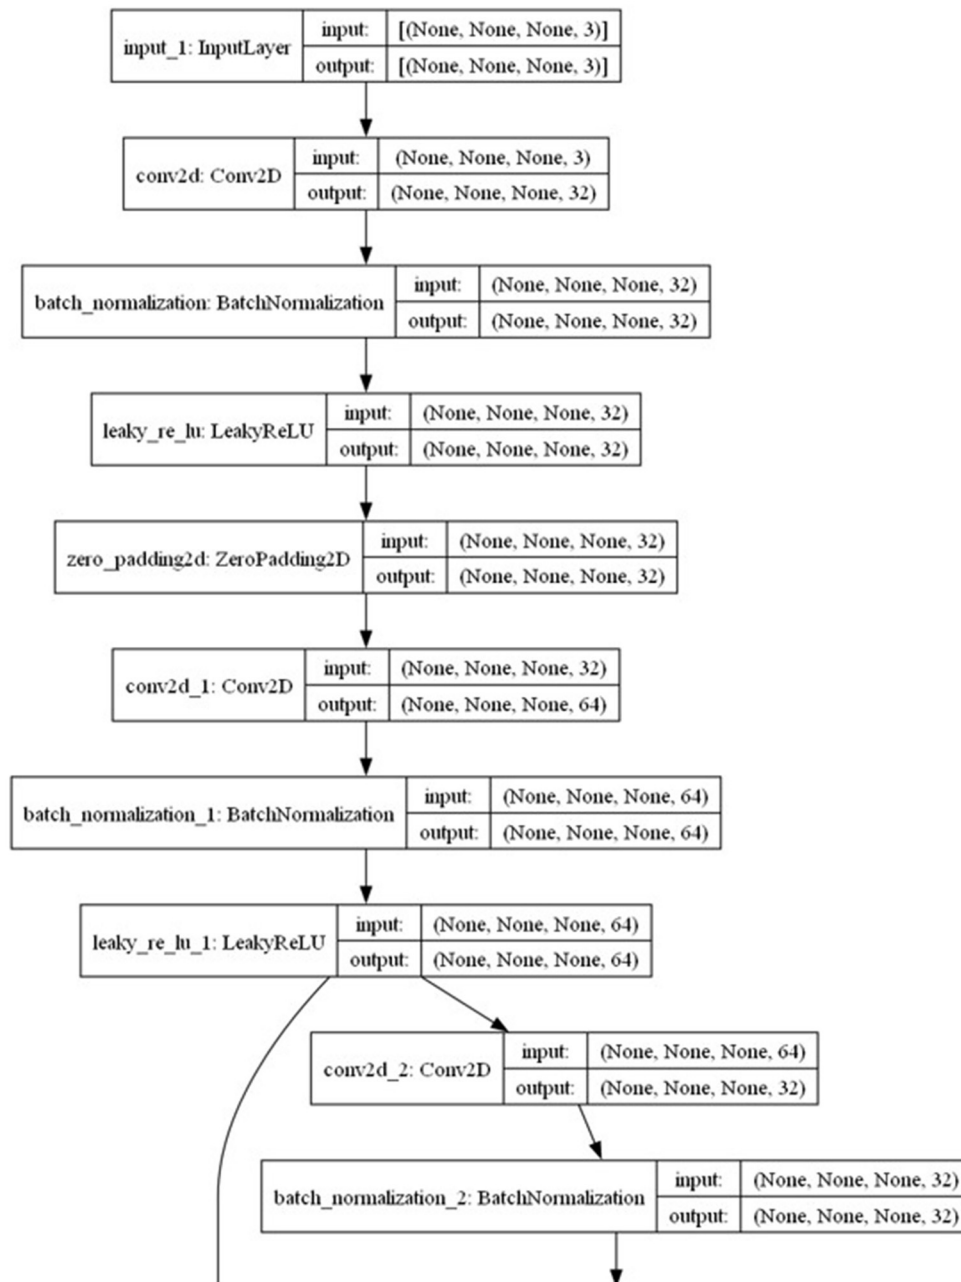 input_1: InputLayer
input: [(None, None, None, 3)]
output: [(None, None, None, 3)]
conv2d: Conv2D
input: (None, None, None, 3)
output: (None, None, None, 32)
batch_normalization: BatchNormalization
input: (None, None, None, 32)
output: (None, None, None, 32)
leaky_re_lu: LeakyReLU
input: (None, None, None, 32)
output: (None, None, None, 32)
zero_padding2d: ZeroPadding2D
input: (None, None, None, 32)
output: (None, None, None, 32)
conv2d_1: Conv2D
input: (None, None, None, 32)
output: (None, None, None, 64)
batch_normalization_1: BatchNormalization
input: (None, None, None, 64)
output: (None, None, None, 64)
leaky_re_lu_1: LeakyReLU
input: (None, None, None, 64)
output: (None, None, None, 64)
conv2d_2: Conv2D
input: (None, None, None, 64)
output: (None, None, None, 32)
batch_normalization_2: BatchNormalization
input: (None, None, None, 32)
output: (None, None, None, 32)